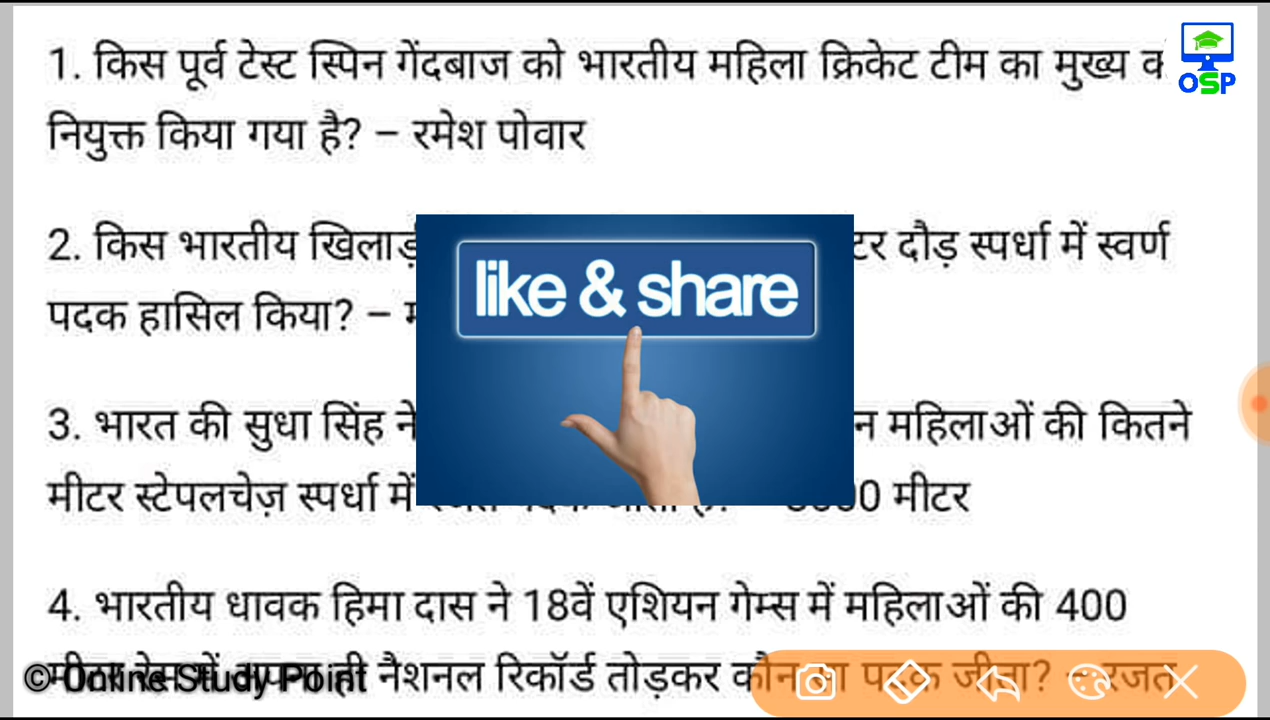 1. किस पूर्व टेस्ट स्पिन गेंदबाज को भारतीय महिला क्रिकेट टीम का मुख्य
OSP
नियुक्त किया गया है? – रमेश पोवार
2. किस भारतीय दौड़ स्पर्धा में स्वर्ण
पदक हासिल किया? –
like & share
3. भारत की सुधा सिंह ने महिलाओं की कितने
मीटर स्टेपलचेज़ स्पर्धा में मीटर
4. भारतीय धावक हिमा दास ने 18वें एशियन गेम्स में महिलाओं की 400
नैशनल रिकॉर्ड तोड़कर कौन सा पदक जीता? – रजत
© Online Study Point